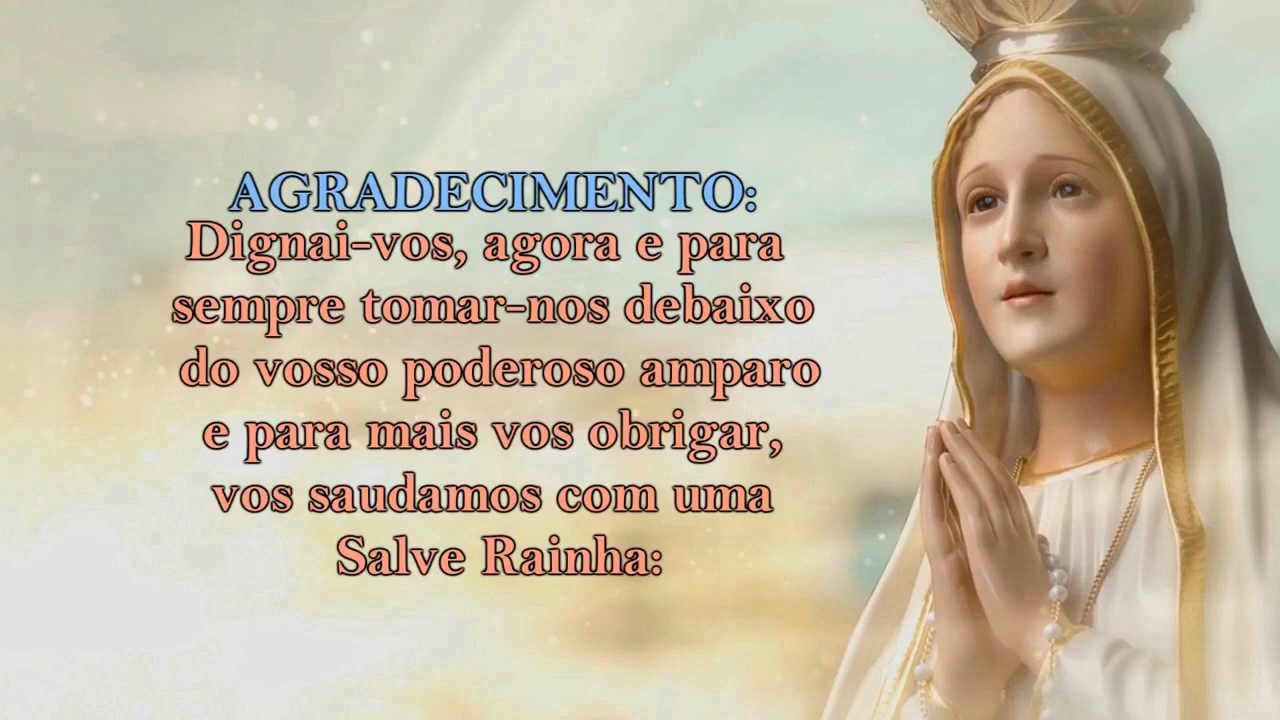 AGRADECIMENTO:
Dignai-vos, agora e para
sempre tomar-nos debaixo
do vosso poderoso amparo
e para mais vos obrigar,
vos saudamos com uma
Salve Rainha: